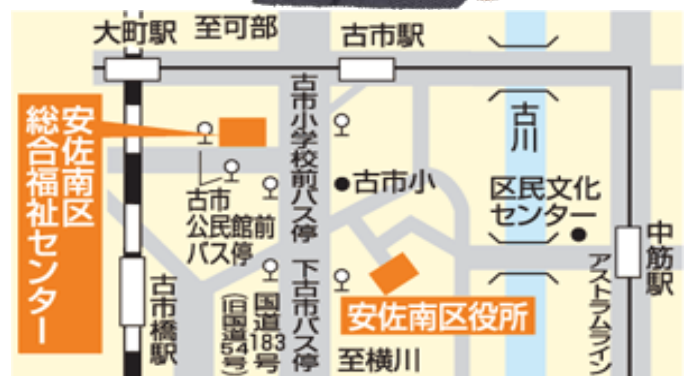 大町駅
至可部
古市駅
安佐南区
総合福祉センター
古市小学校前バス停
古川
古市
公民館前
バス停
古市小
区民文化
センター
中筋駅
アストラムライン
古市橋駅
国道183号
(旧国道54号)
下古市バス停
安佐南区役所
至横川